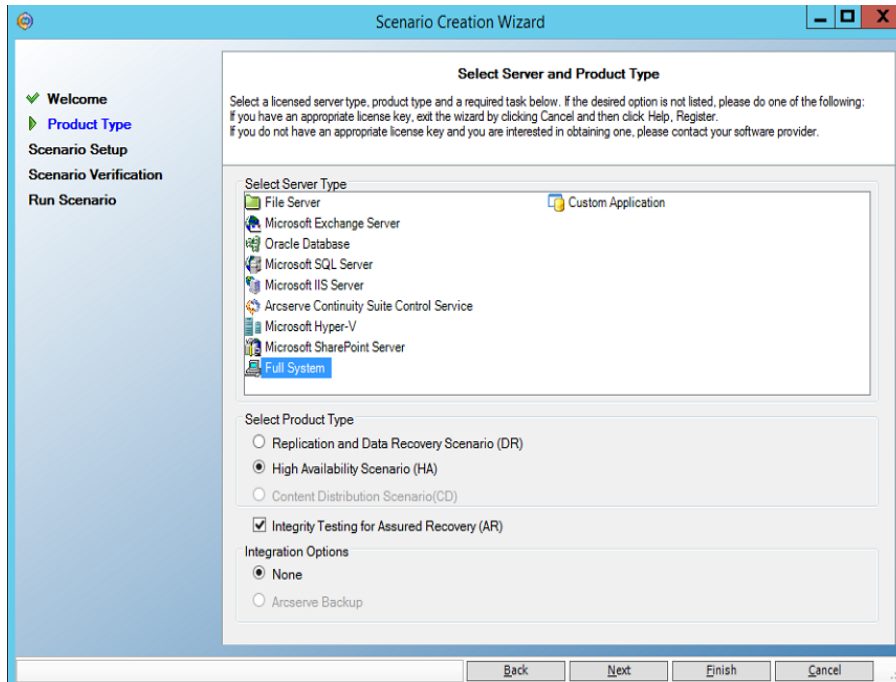 Scenario Creation Wizard
Welcome
Product Type
Scenario Setup
Scenario Verification
Run Scenario
Select Server and Product Type
Select a licensed server type, product type and a required task below. If the desired option is not listed, please do one of the following:
If you have an appropriate license key, exit the wizard by clicking Cancel and then click Help, Register.
If you do not have an appropriate license key and you are interested in obtaining one, please contact your software provider.
Select Server Type
File Server
Microsoft Exchange Server
Oracle Database
Microsoft SQL Server
Microsoft IIS Server
Arcserve Continuity Suite Control Service
Microsoft Hyper-V
Microsoft SharePoint Server
Full System
Custom Application
Select Product Type
Replication and Data Recovery Scenario (DR)
High Availability Scenario (HA)
Content Distribution Scenario(CD)
Integrity Testing for Assured Recovery (AR)
Integration Options
None
Arcserve Backup
Back Next Finish Cancel